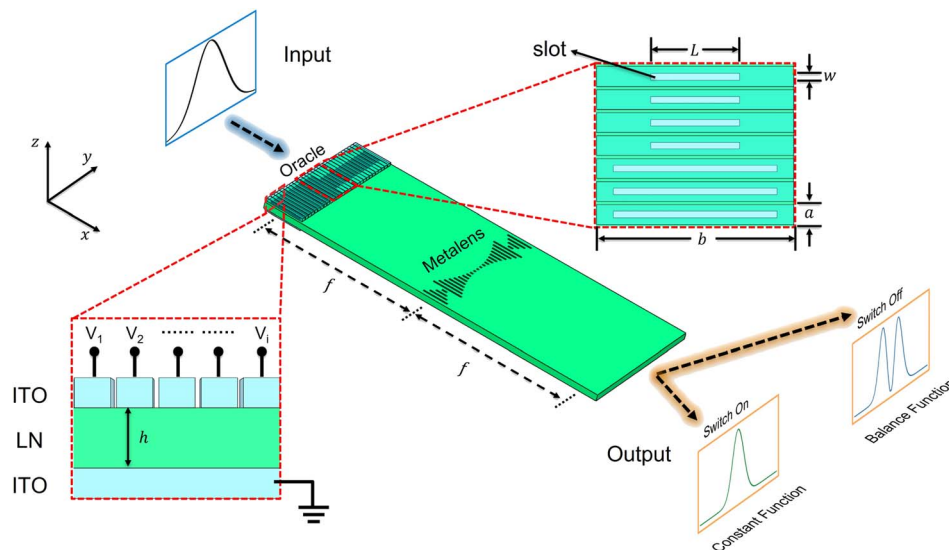 Input
slot
L
w
z
y
x
Oracle
a
b
Metalens
f
f
V1 V2 ······ ······ Vi
ITO
LN
h
ITO
Switch Off
Balance Function
Output
Switch On
Constant Function